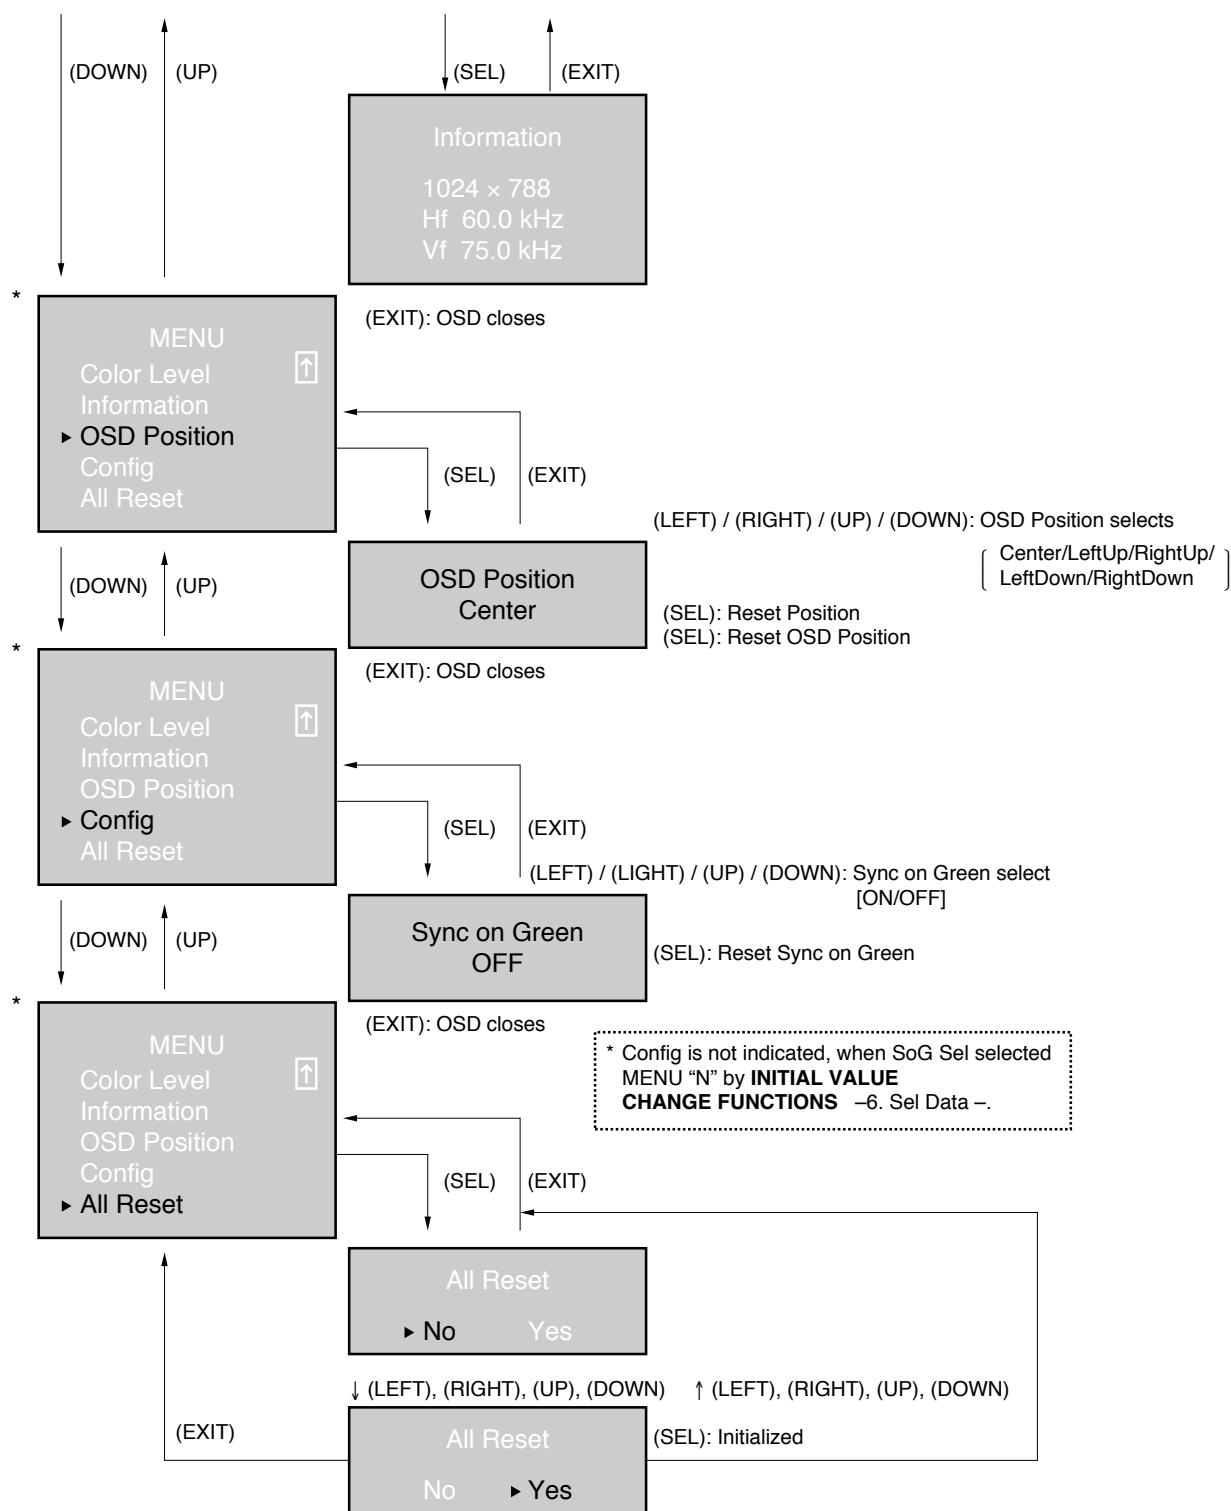 (DOWN) (UP) (SEL) (EXIT)
Information
1024 × 788
Hf 60.0 kHz
Vf 75.0 kHz
(EXIT): OSD closes
*
MENU
Color Level ↑
Information
▸ OSD Position
Config
All Reset
(SEL) (EXIT)
(LEFT) / (RIGHT) / (UP) / (DOWN): OSD Position selects
Center/LeftUp/RightUp/
LeftDown/RightDown
OSD Position
Center
(SEL): Reset Position
(SEL): Reset OSD Position
(EXIT): OSD closes
(DOWN) (UP)
*
MENU
Color Level ↑
Information
OSD Position
▸ Config
All Reset
(SEL) (EXIT)
(LEFT) / (LIGHT) / (UP) / (DOWN): Sync on Green select
[ON/OFF]
Sync on Green
OFF
(SEL): Reset Sync on Green
(EXIT): OSD closes
(DOWN) (UP)
*
MENU
Color Level ↑
Information
OSD Position
Config
▸ All Reset
* Config is not indicated, when SoG Sel selected
MENU “N” by INITIAL VALUE
CHANGE FUNCTIONS –6. Sel Data –.
(SEL) (EXIT)
All Reset
▸ No Yes
↓ (LEFT), (RIGHT), (UP), (DOWN) ↑ (LEFT), (RIGHT), (UP), (DOWN)
(EXIT)
All Reset
No ▸ Yes
(SEL): Initialized